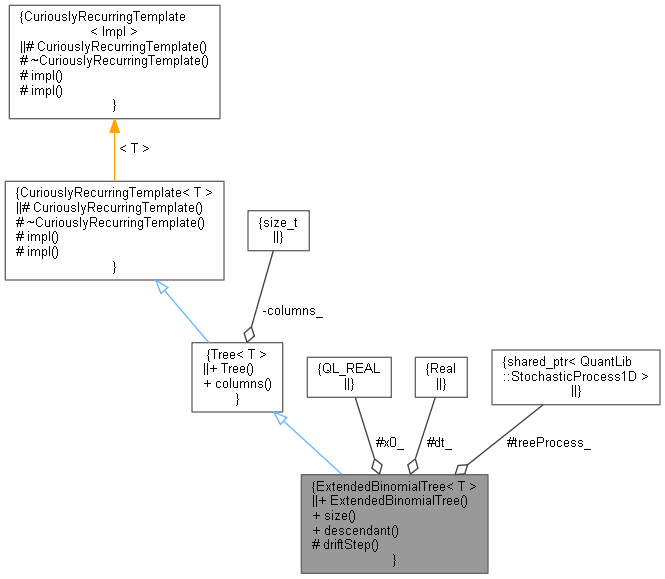 {CuriouslyRecurringTemplate
< Impl >
||# CuriouslyRecurringTemplate()
# ~CuriouslyRecurringTemplate()
# impl()
# impl()
}
< T >
{CuriouslyRecurringTemplate< T >
||# CuriouslyRecurringTemplate()
# ~CuriouslyRecurringTemplate()
# impl()
# impl()
}
{size_t
||}
-columns_
{Tree< T >
||+ Tree()
+ columns()
}
{QL_REAL
||}
{Real
||}
{shared_ptr< QuantLib
::StochasticProcess1D >
||}
#x0_
#dt_
#treeProcess_
{ExtendedBinomialTree< T >
||+ ExtendedBinomialTree()
+ size()
+ descendant()
# driftStep()
}